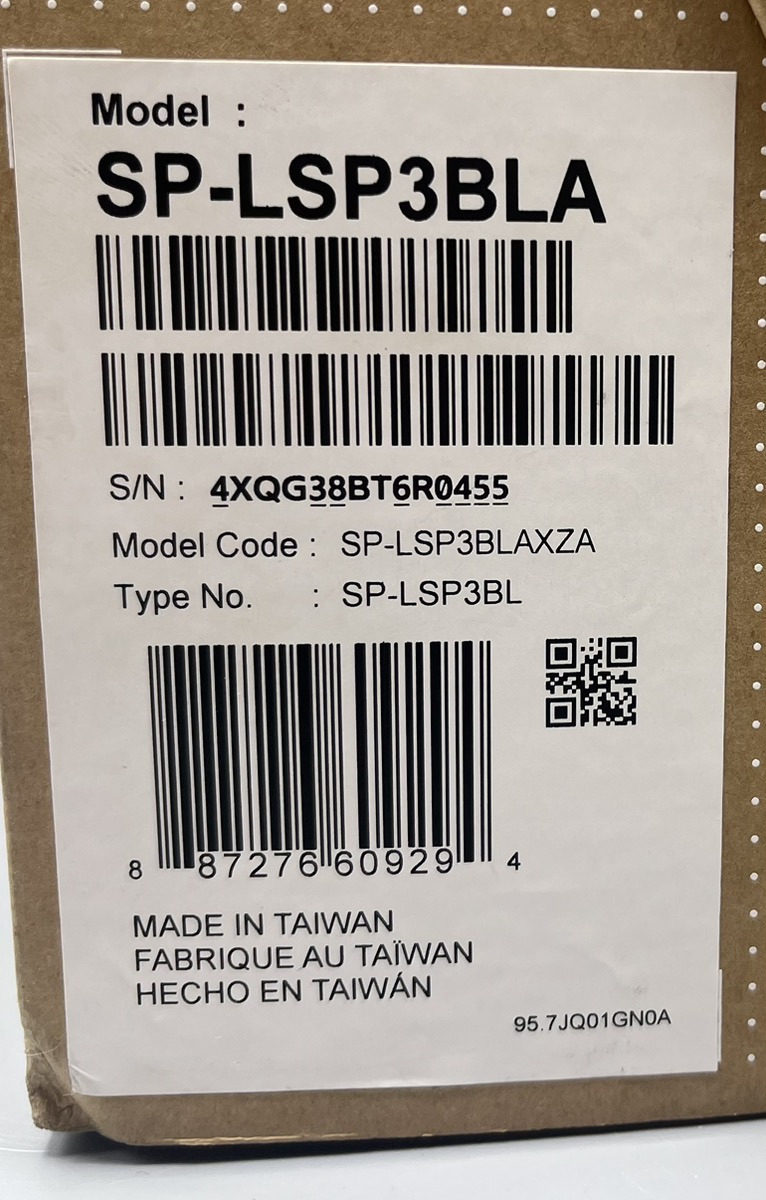 Model :
SP-LSP3BLA
S/N : 4XQG38BT6R0455
Model Code : SP-LSP3BLAXZA
Type No. : SP-LSP3BL
8 87276 60929 4
MADE IN TAIWAN
FABRIQUE AU TAÏWAN
HECHO EN TAIWÁN
95.7JQ01GN0A